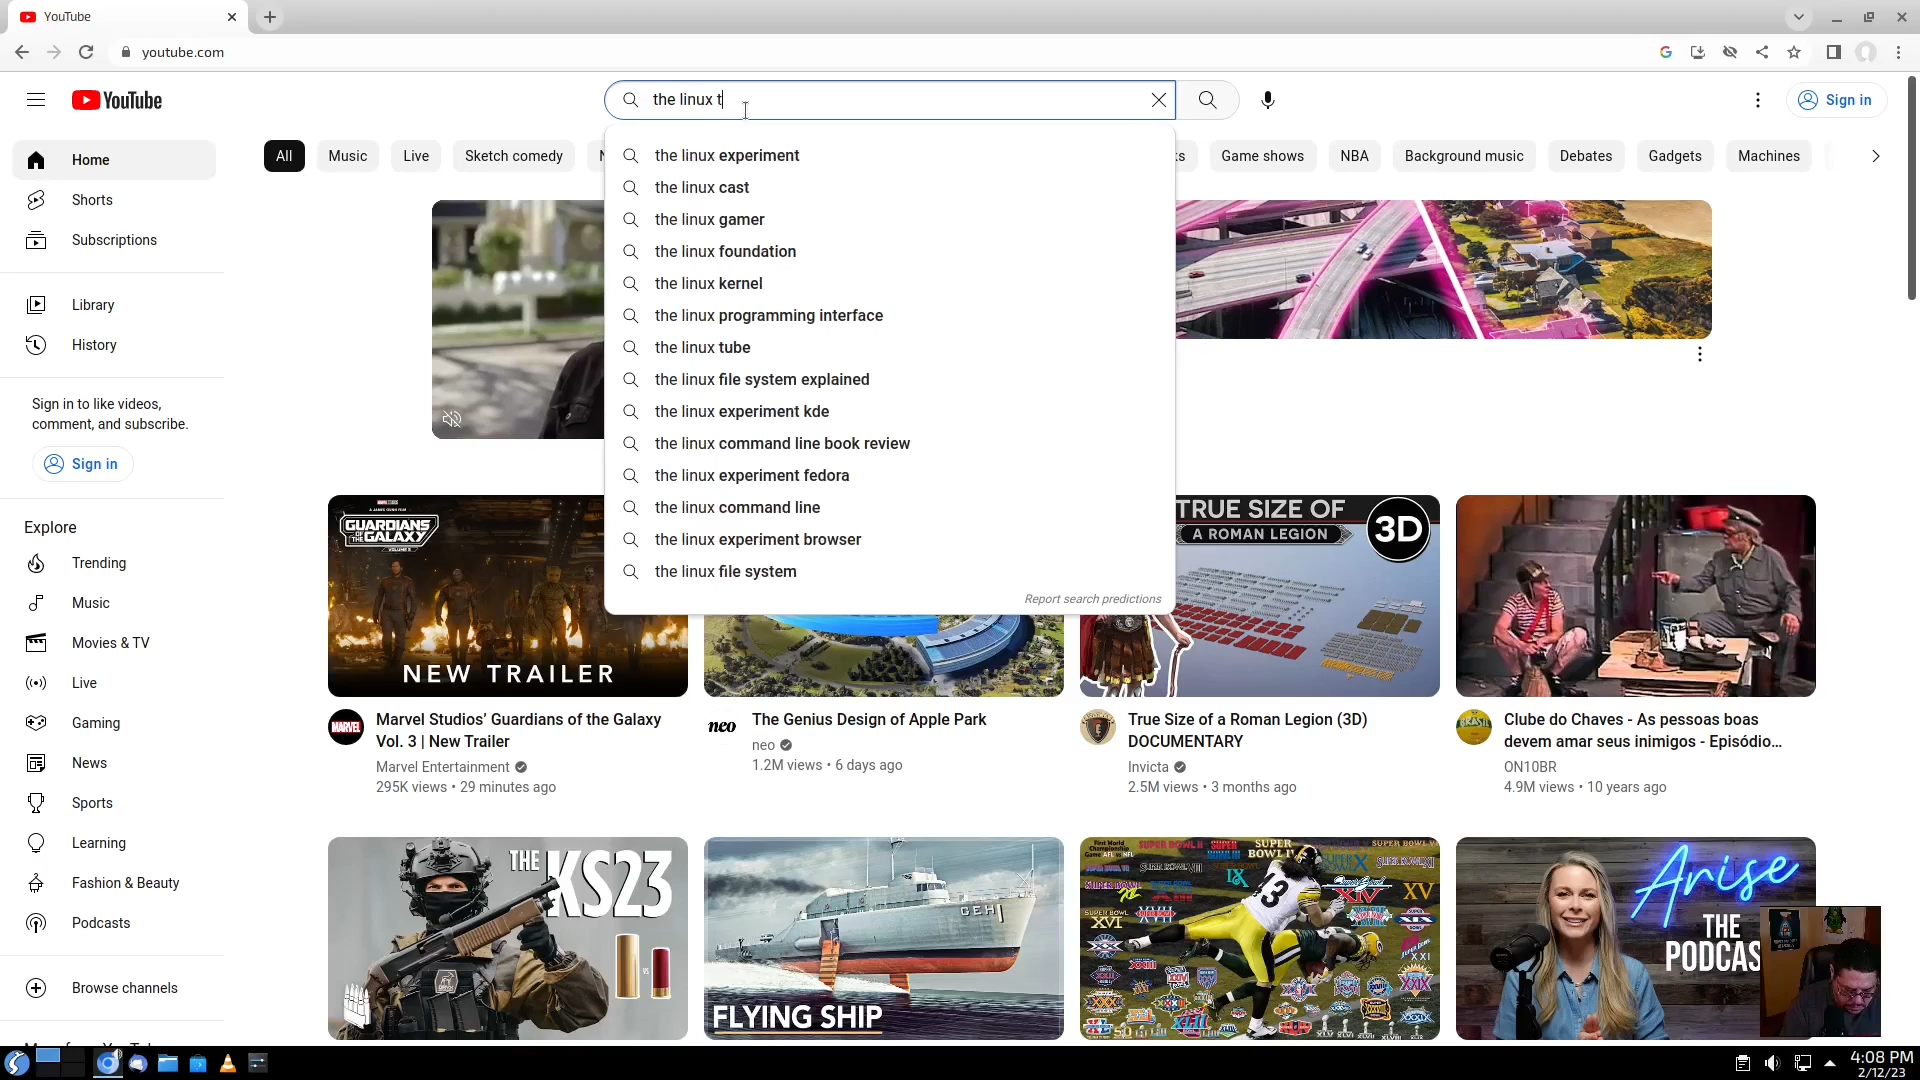 YouTube
youtube.com
YouTube
the linux t
Sign in
Home
Shorts
Subscriptions
Library
History
Sign in to like videos,
comment, and subscribe.
Sign in
Explore
Trending
Music
Movies & TV
Live
Gaming
News
Sports
Learning
Fashion & Beauty
Podcasts
Browse channels
All
Music
Live
Sketch comedy
Game shows
NBA
Background music
Debates
Gadgets
Machines
the linux experiment
the linux cast
the linux gamer
the linux foundation
the linux kernel
the linux programming interface
the linux tube
the linux file system explained
the linux experiment kde
the linux command line book review
the linux experiment fedora
the linux command line
the linux experiment browser
the linux file system
Report search predictions
GUARDIANS
OF THE GALAXY
NEW TRAILER
TRUE SIZE OF
A ROMAN LEGION
3D
MARVEL
Marvel Studios’ Guardians of the Galaxy
Vol. 3 | New Trailer
Marvel Entertainment
295K views • 29 minutes ago
neo
The Genius Design of Apple Park
neo
1.2M views • 6 days ago
True Size of a Roman Legion (3D)
DOCUMENTARY
Invicta
2.5M views • 3 months ago
BRASIL
Clube do Chaves - As pessoas boas
devem amar seus inimigos - Episódio...
ON10BR
4.9M views • 10 years ago
THE
KS23
VS
GEHI
FLYING SHIP
SUPER BOWL
43
XV
XVI
IX
Arise
THE
PODCAS
4:08 PM
2/12/23